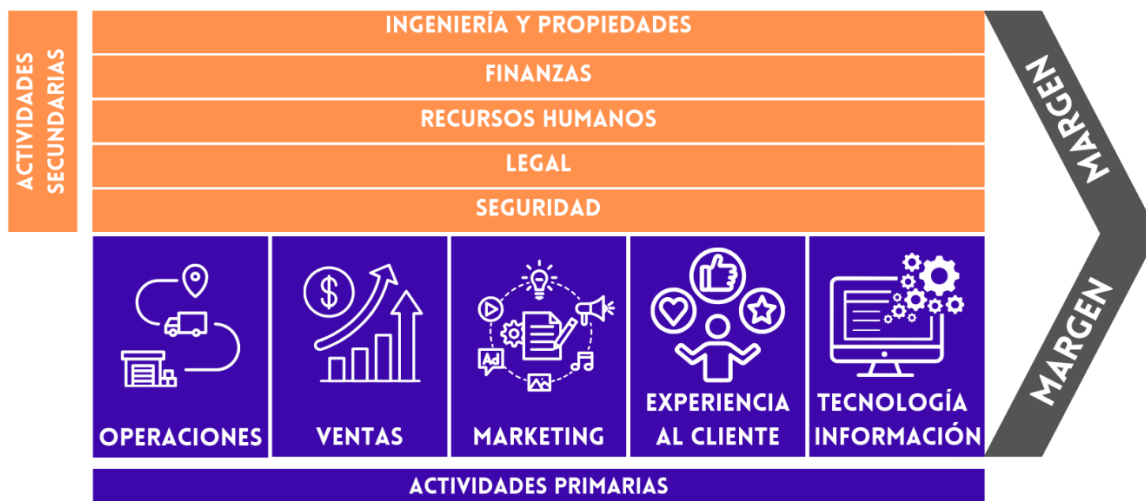 ACTIVIDADES
SECUNDARIAS
INGENIERÍA Y PROPIEDADES
FINANZAS
RECURSOS HUMANOS
LEGAL
SEGURIDAD
MARGEN
MARGEN
$
Ad
OPERACIONES
VENTAS
MARKETING
EXPERIENCIA
AL CLIENTE
TECNOLOGÍA
INFORMACIÓN
ACTIVIDADES PRIMARIAS